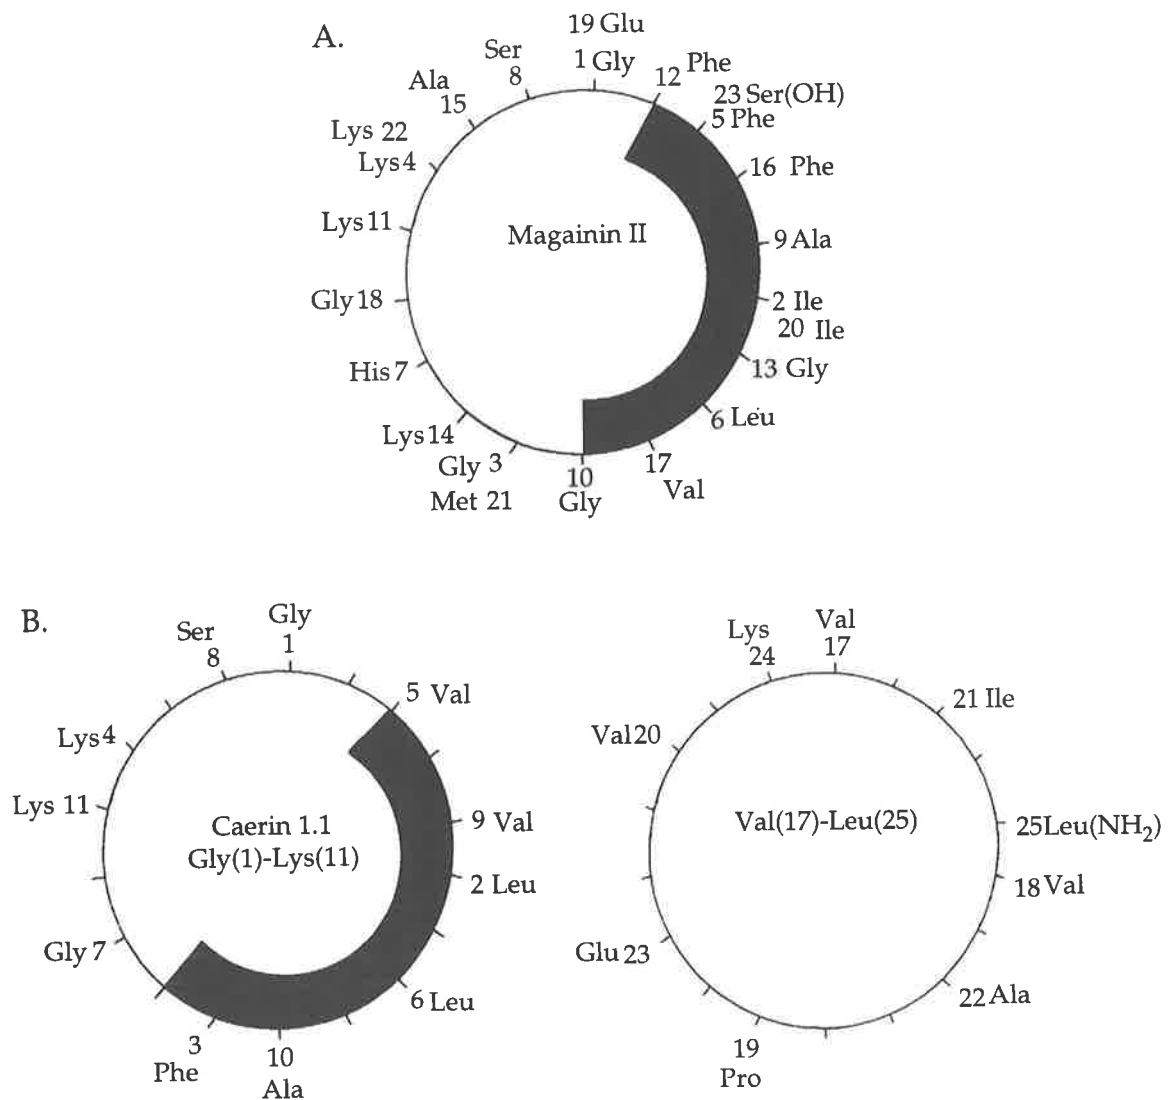 A.
19 Glu
1 Gly
Ser
8
12 Phe
Ala
15
23 Ser(OH)
5 Phe
Lys 22
Lys 4
16 Phe
Lys 11
Magainin II
9 Ala
Gly 18
2 Ile
20 Ile
His 7
13 Gly
Lys 14
6 Leu
Gly 3
Met 21
10
Gly
17
Val
B.
Gly
1
Ser
8
5 Val
Lys 4
Lys 11
Caerin 1.1
Gly(1)-Lys(11)
9 Val
2 Leu
Gly 7
6 Leu
3
Phe
10
Ala
Val
17
Lys
24
21 Ile
Val 20
Val(17)-Leu(25)
25 Leu(NH2)
18 Val
Glu 23
22 Ala
19
Pro